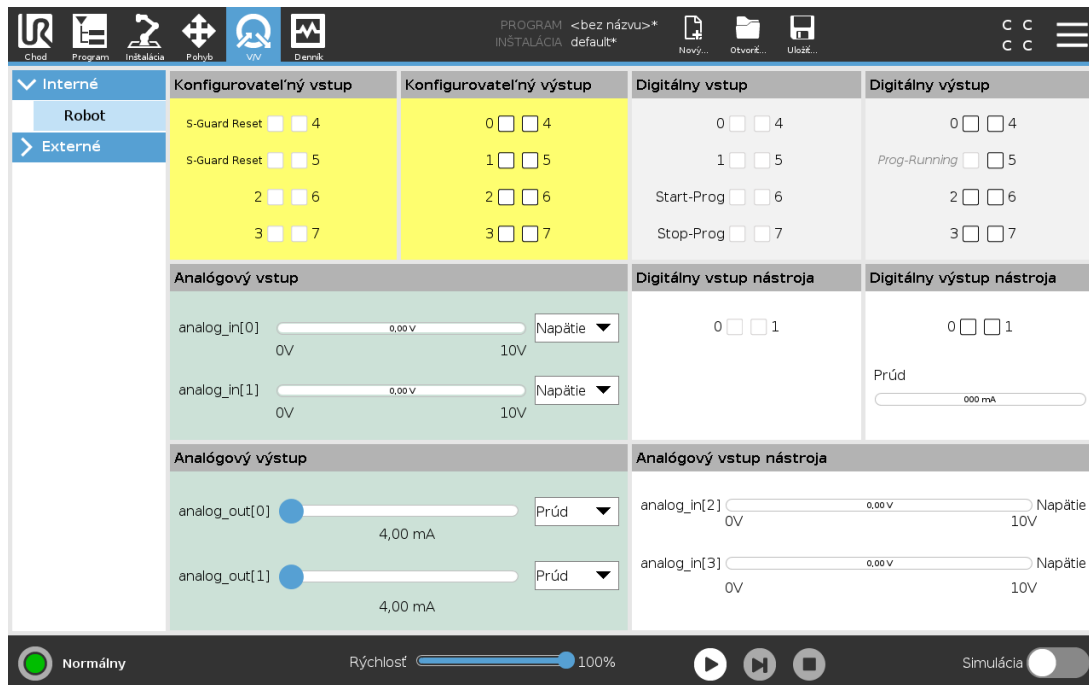 PROGRAM <bez názvu>*
INŠTALÁCIA default*
C C
C C
Chod Program Inštalácia Pohyb V/V Denník Nový... Otvoriť... Uložiť...
Interné
Robot
Externé
Konfigurovateľný vstup
S-Guard Reset 4
S-Guard Reset 5
2 6
3 7
Konfigurovateľný výstup
0 4
1 5
2 6
3 7
Digitálny vstup
0 4
1 5
Start-Prog 6
Stop-Prog 7
Digitálny výstup
0 4
Prog-Running 5
2 6
3 7
Analógový vstup
analog_in[0] 0,00 V Napätie
0V 10V
analog_in[1] 0,00 V Napätie
0V 10V
Digitálny vstup nástroja
0 1
Digitálny výstup nástroja
0 1
Prúd
000 mA
Analógový výstup
analog_out[0] Prúd
4,00 mA
analog_out[1] Prúd
4,00 mA
Analógový vstup nástroja
analog_in[2] 0,00 V Napätie
0V 10V
analog_in[3] 0,00 V Napätie
0V 10V
Normálny Rýchlosť 100% Simulácia